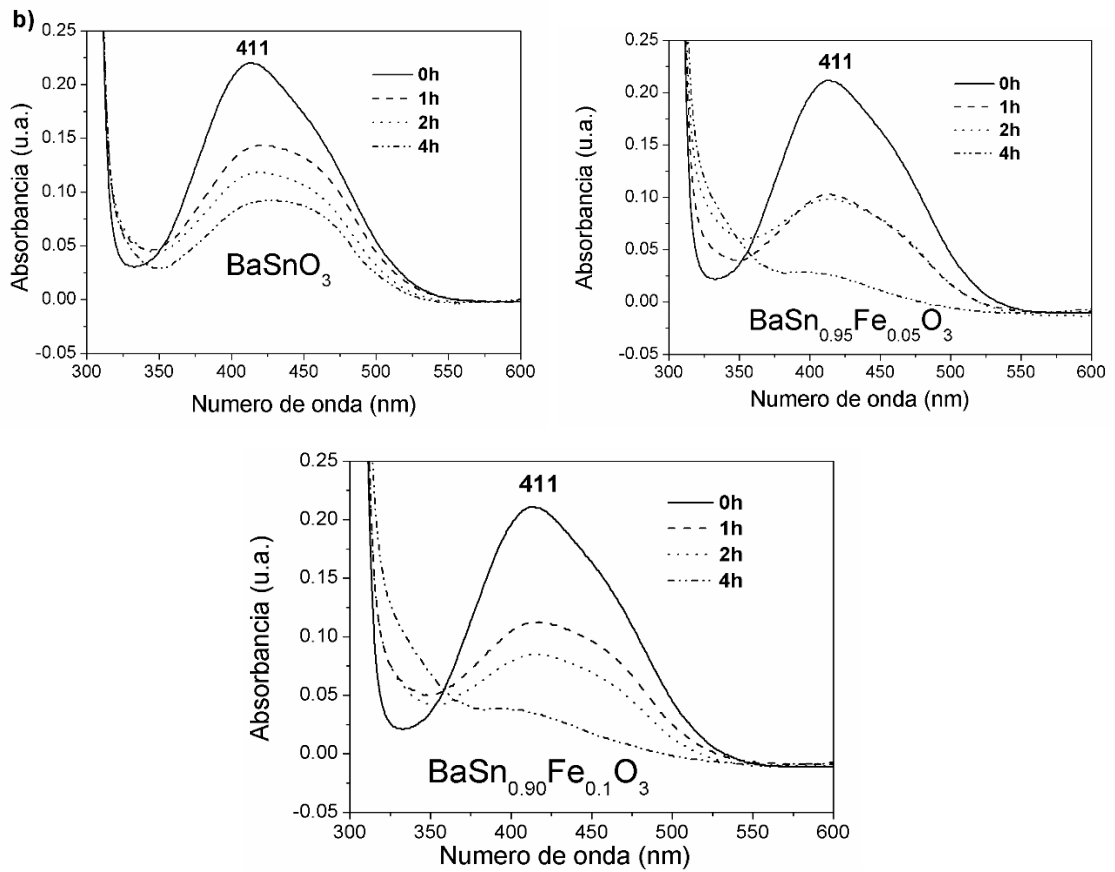 b)
0.25
0.20
0.15
0.10
0.05
0.00
-0.05
Absorbancia (u.a.)
411
0h
1h
2h
4h
BaSnO3
300 350 400 450 500 550 600
Numero de onda (nm)
0.25
0.20
0.15
0.10
0.05
0.00
-0.05
Absorbancia (u.a.)
411
0h
1h
2h
4h
BaSn0.95Fe0.05O3
300 350 400 450 500 550 600
Numero de onda (nm)
0.25
0.20
0.15
0.10
0.05
0.00
-0.05
Absorbancia (u.a.)
411
0h
1h
2h
4h
BaSn0.90Fe0.1O3
300 350 400 450 500 550 600
Numero de onda (nm)